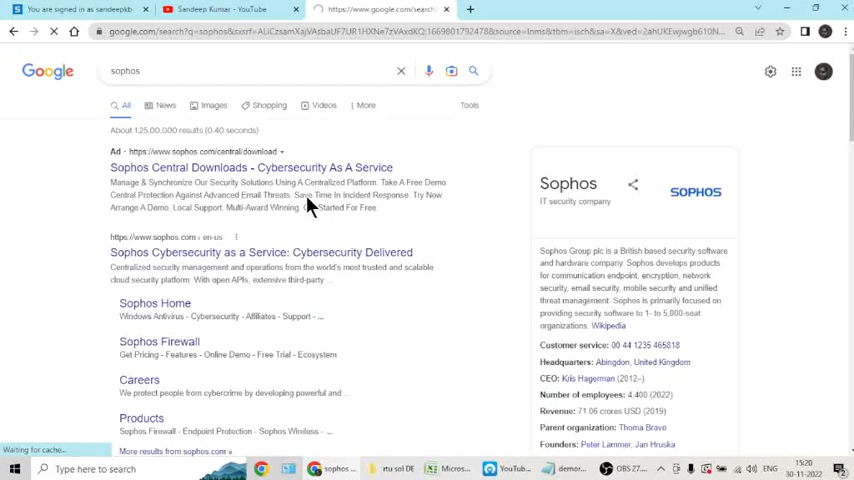 You are signed in as sandeepkb
Sandeep Kumar - YouTube
https://www.google.com/search?
google.com/search?q=sophos&sxsrf=ALiCzsamXajVsbaUF7UR1HXNe7zYasvdKQ:1669801792478&source=lnms&tbm=isch&sa=X&ved=2ahUKEwjwgb610N...
Google
sophos
All
News
Images
Shopping
Videos
More
Tools
About 1,25,00,000 results (0.40 seconds)
Ad · https://www.sophos.com/central/download
Sophos Central Downloads - Cybersecurity As A Service
Manage & Synchronize Our Security Solutions Using A Centralized Platform. Take A Free Demo
Central Protection Against Advanced Email Threats. Save Time In Incident Response. Try Now.
Arrange A Demo. Local Support. Multi-Award Winning. Started For Free.
https://www.sophos.com › en-us
Sophos Cybersecurity as a Service: Cybersecurity Delivered
Centralized security management and operations from the world's most trusted and scalable
cloud security platform. With open APIs, extensive third-party ...
Sophos Home
Windows Antivirus - Cybersecurity - Affiliates - Support - ...
Sophos Firewall
Get Pricing - Features - Online Demo - Free Trial - Ecosystem
Careers
We protect people from cybercrime by developing powerful and ...
Products
Sophos Firewall - Endpoint Protection - Sophos Wireless - ...
More results from sophos.com »
Sophos
IT security company
SOPHOS
Sophos Group plc is a British based security software
and hardware company. Sophos develops products
for communication endpoint, encryption, network
security, email security, mobile security and unified
threat management. Sophos is primarily focused on
providing security software to 1- to 5,000-seat
organizations. Wikipedia
Customer service: 00 44 1235 465818
Headquarters: Abingdon, United Kingdom
CEO: Kris Hagerman (2012–)
Number of employees: 4,400 (2022)
Revenue: 71.06 crores USD (2019)
Parent organization: Thoma Bravo
Founders: Peter Lammer, Jan Hruska
Waiting for cache...
Type here to search
sophos ...
rtu sol DE
Micros...
YouTub...
demor...
OBS 27...
ENG
15:20
30-11-2022
2